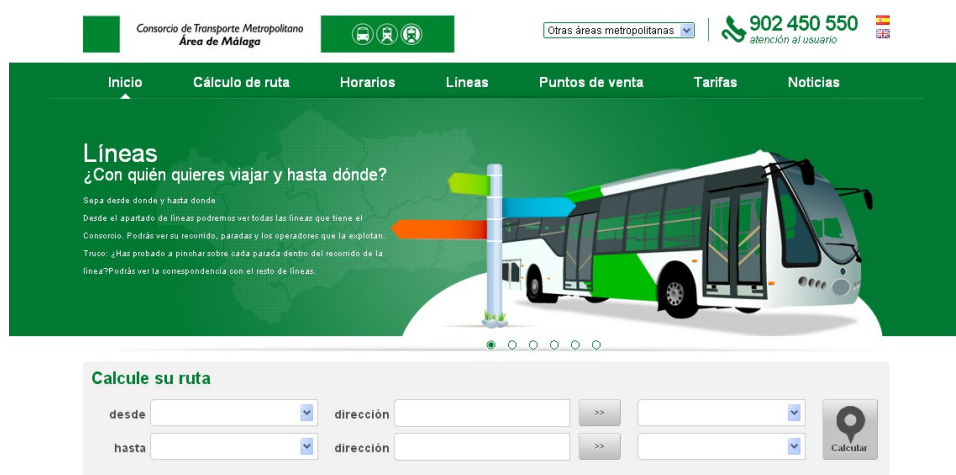 Consorcio de Transporte Metropolitano
Área de Málaga
Otras áreas metropolitanas
902 450 550
atención al usuario
Inicio Cálculo de ruta Horarios Líneas Puntos de venta Tarifas Noticias
Líneas
¿Con quién quieres viajar y hasta dónde?
Sepa desde donde y hasta donde
Desde el apartado de líneas podremos ver todas las líneas que tiene el
Consorcio. Podrás ver su recorrido, paradas y los operadores que la explotan.
Truco: ¿Has probado a pinchar sobre cada parada dentro del recorrido de la
línea?Podrás ver la correspondencia con el resto de líneas.
Calcule su ruta
desde dirección >>
hasta dirección >>
Calcular